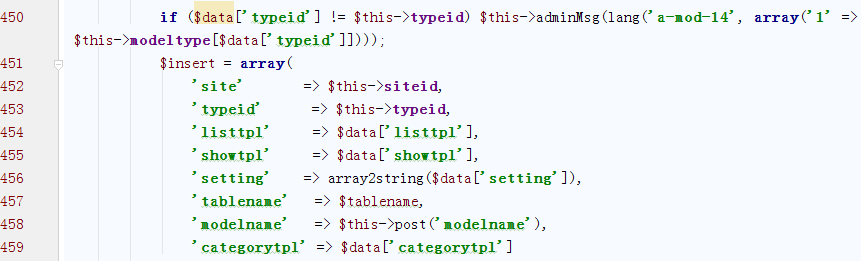 450 if ($data['typeid'] != $this->typeid) $this->adminMsg(lang('a-mod-14', array('1' =>
$this->modeltype[$data['typeid']])));
451 $insert = array(
452 'site' => $this->siteid,
453 'typeid' => $this->typeid,
454 'listtpl' => $data['listtpl'],
455 'showtpl' => $data['showtpl'],
456 'setting' => array2string($data['setting']),
457 'tablename' => $tablename,
458 'modelname' => $this->post('modelname'),
459 'categorytpl' => $data['categorytpl']